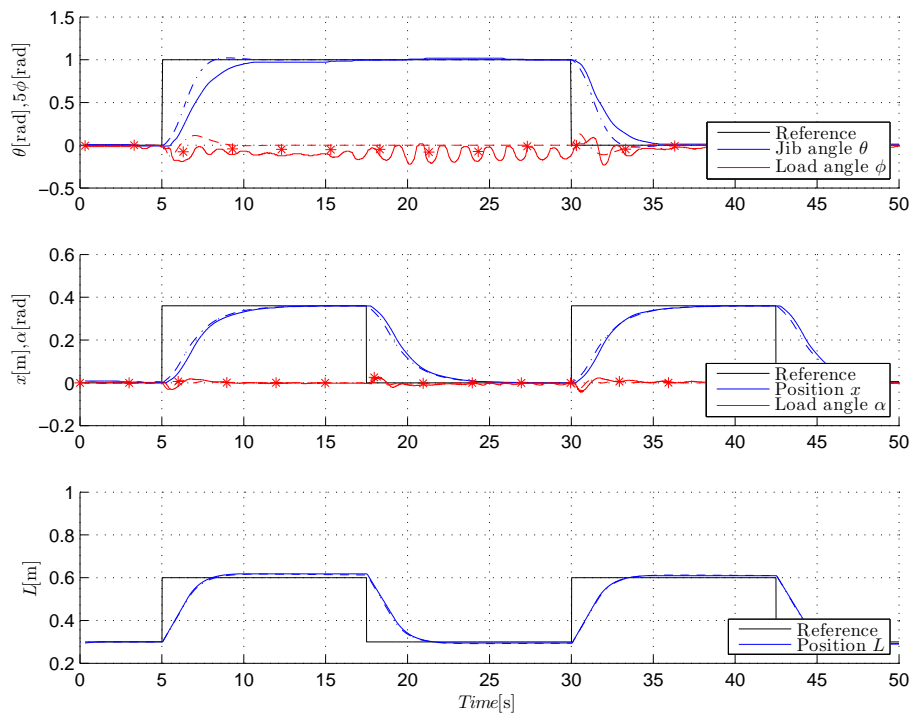 1.5
1
0.5
0
−0.5
θ[rad],5ϕ[rad]
0 5 10 15 20 25 30 35 40 45 50
Reference
Jib angle θ
Load angle ϕ
0.6
0.4
0.2
0
−0.2
x[m],α[rad]
0 5 10 15 20 25 30 35 40 45 50
Reference
Position x
Load angle α
1
0.8
0.6
0.4
0.2
L[m]
0 5 10 15 20 25 30 35 40 45 50
Reference
Position L
Time[s]